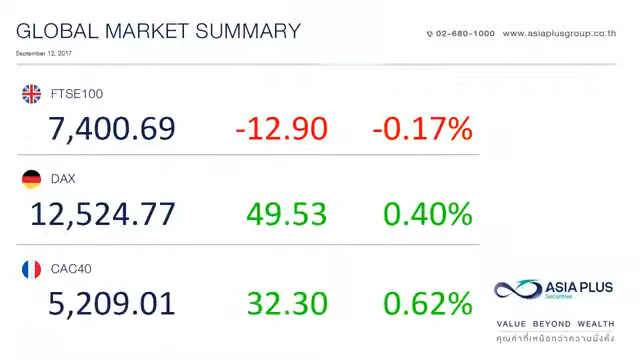 GLOBAL MARKET SUMMARY
02-680-1000 www.asiaplusgroup.co.th
September 12, 2017
FTSE100
7,400.69 -12.90 -0.17%
DAX
12,524.77 49.53 0.40%
CAC40
5,209.01 32.30 0.62%
ASIA PLUS
Securities
VALUE BEYOND WEALTH
คุณค่าที่เหนือกว่าความมั่งคั่ง